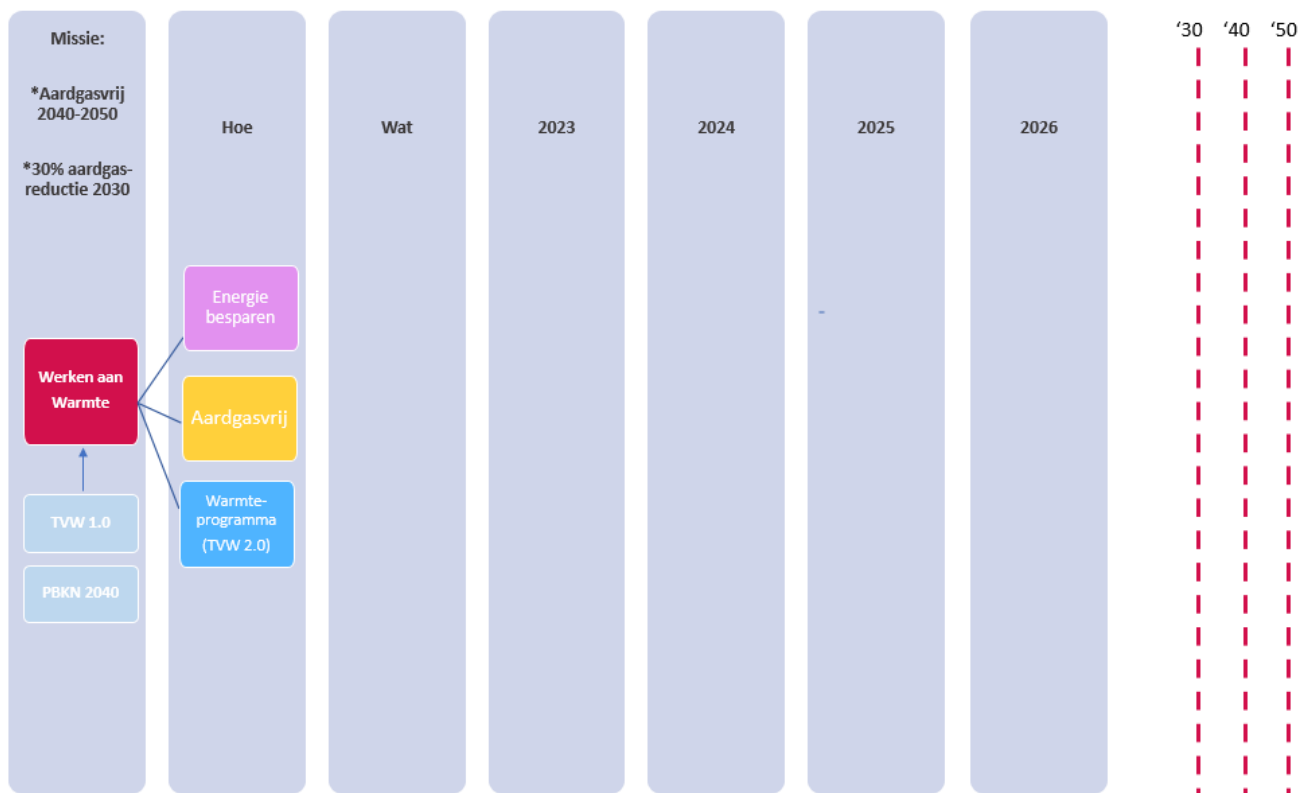 Missie:
*Aardgasvrij
2040-2050
*30% aardgas-
reductie 2030
Hoe
Wat
2023
2024
2025
2026
‘30
‘40
‘50
Werken aan
Warmte
TVW 1.0
PBKN 2040
Energie
besparen
Aardgasvrij
Warmte-
programma
(TVW 2.0)
-